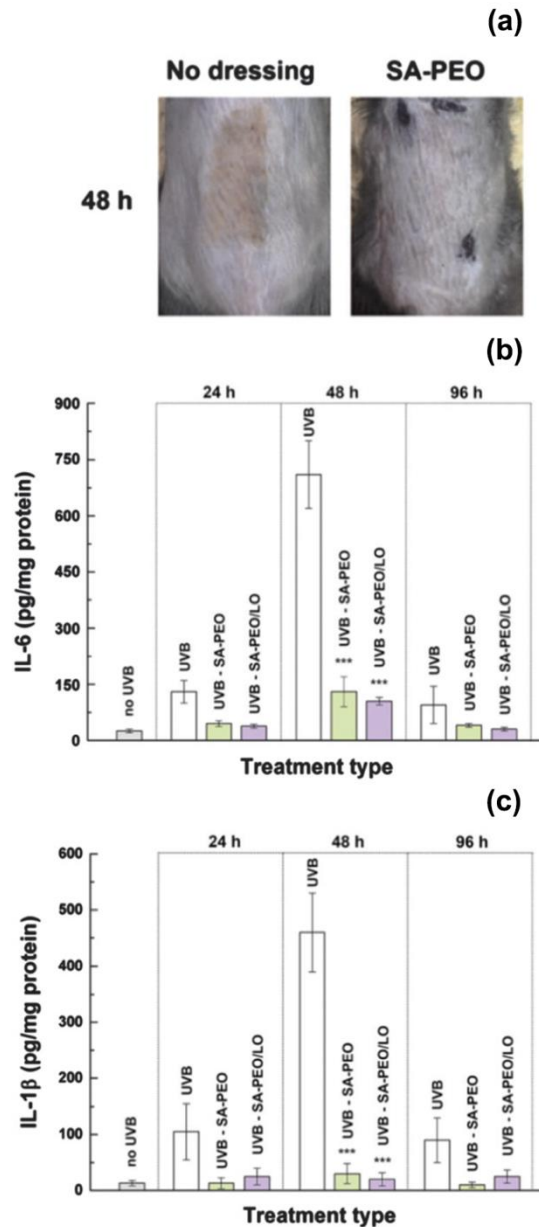 (a)
No dressing SA-PEO
48 h
(b)
24 h 48 h 96 h
900
750
600
450
300
150
0
IL-6 (pg/mg protein)
no UVB
UVB
UVB - SA-PEO
UVB - SA-PEO/LO
UVB
UVB - SA-PEO
***
UVB - SA-PEO/LO
***
UVB
UVB - SA-PEO
UVB - SA-PEO/LO
Treatment type
(c)
24 h 48 h 96 h
600
500
400
300
200
100
0
IL-1β (pg/mg protein)
no UVB
UVB
UVB - SA-PEO
UVB - SA-PEO/LO
UVB
UVB - SA-PEO
***
UVB - SA-PEO/LO
***
UVB
UVB - SA-PEO
UVB - SA-PEO/LO
Treatment type